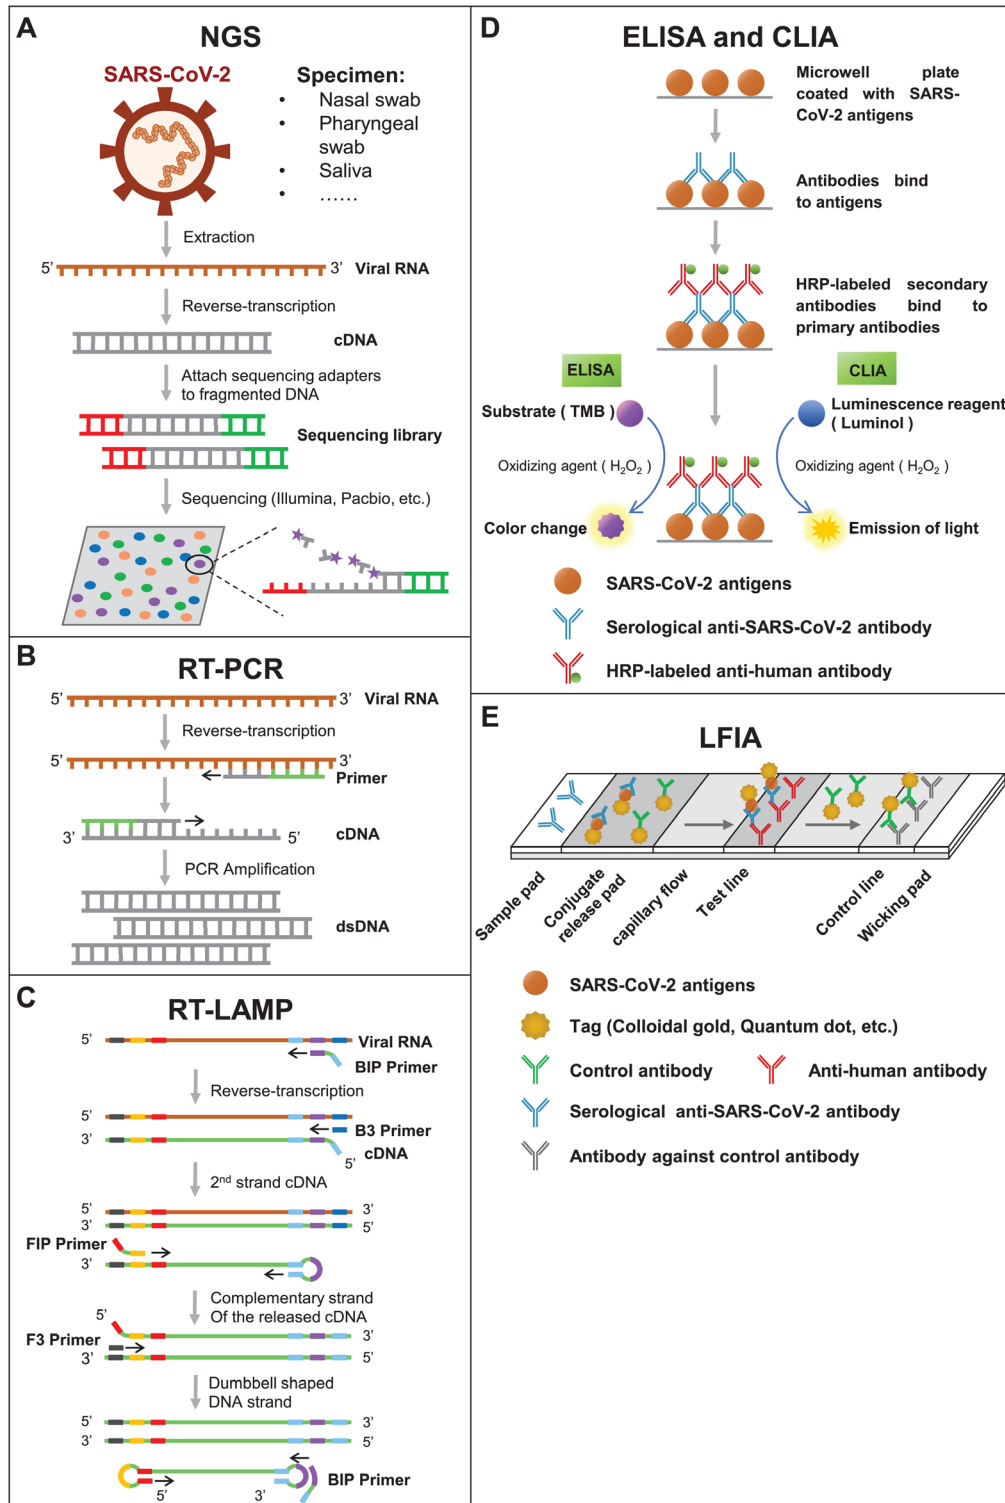 A
NGS
SARS-CoV-2
Specimen:
• Nasal swab
• Pharyngeal
swab
• Saliva
• ......
Extraction
5’ 3’ Viral RNA
Reverse-transcription
cDNA
Attach sequencing adapters
to fragmented DNA
Sequencing library
Sequencing (Illumina, Pacbio, etc.)
B
RT-PCR
5’ 3’ Viral RNA
Reverse-transcription
5’ 3’
Primer
3’ 5’ cDNA
PCR Amplification
dsDNA
C
RT-LAMP
5’ Viral RNA
BIP Primer
Reverse-transcription
5’
B3 Primer
3’ cDNA
5’
2nd strand cDNA
5’ 3’
3’ 5’
FIP Primer
3’
Complementary strand
Of the released cDNA
5’
3’
F3 Primer
3’ 5’
Dumbbell shaped
DNA strand
5’ 3’
3’ 5’
BIP Primer
5’ 3’
D
ELISA and CLIA
Microwell plate
coated with SARS-
CoV-2 antigens
Antibodies bind
to antigens
HRP-labeled secondary
antibodies bind to
primary antibodies
ELISA
CLIA
Substrate ( TMB )
Luminescence reagent
( Luminol )
Oxidizing agent ( H2O2 )
Oxidizing agent ( H2O2 )
Color change
Emission of light
SARS-CoV-2 antigens
Serological anti-SARS-CoV-2 antibody
HRP-labeled anti-human antibody
E
LFIA
Sample pad
Conjugate
release pad
capillary flow
Test line
Control line
Wicking pad
SARS-CoV-2 antigens
Tag (Colloidal gold, Quantum dot, etc.)
Control antibody
Anti-human antibody
Serological anti-SARS-CoV-2 antibody
Antibody against control antibody